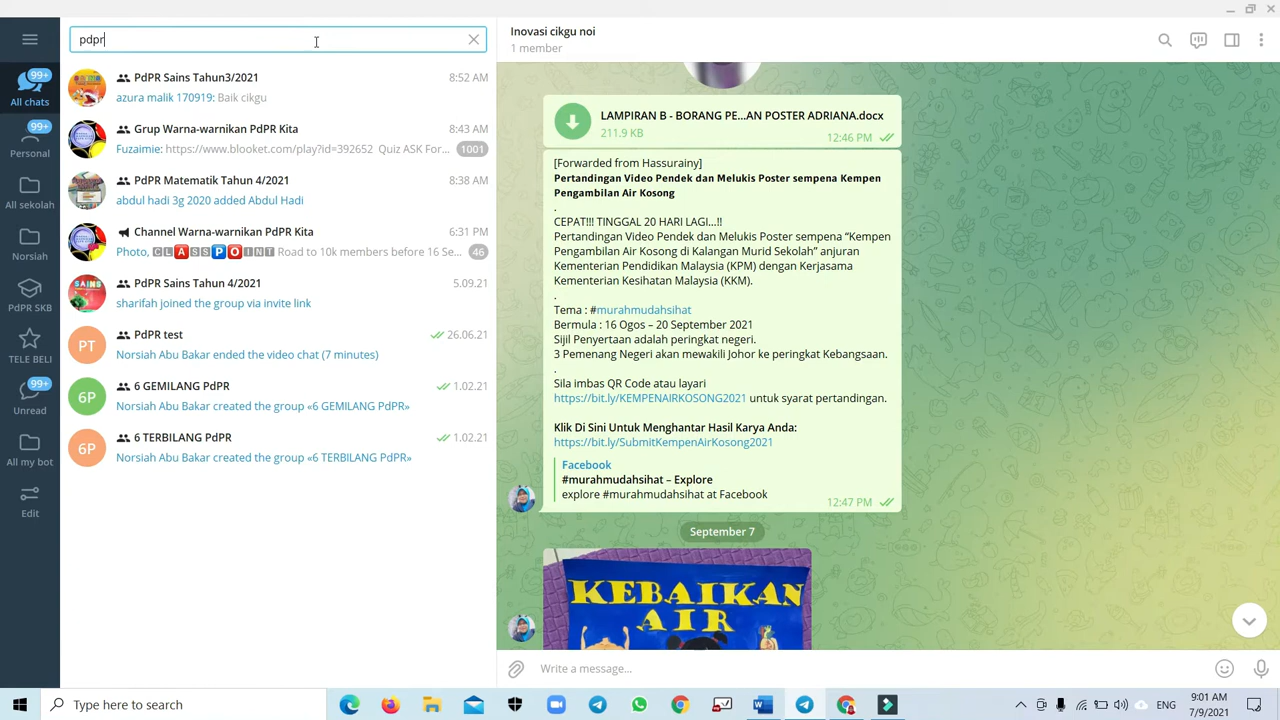 pdpr
Inovasi cikgu noi
1 member
99+
All chats
99+
Personal
All sekolah
Norsiah
PdPR SKB
TELE BELI
99+
Unread
All my bot
Edit
PdPR Sains Tahun3/2021
8:52 AM
azura malik 170919: Baik cikgu
Grup Warna-warnikan PdPR Kita
8:43 AM
Fuzaimie: https://www.blooket.com/play?id=392652 Quiz ASK For...
1001
PdPR Matematik Tahun 4/2021
8:38 AM
abdul hadi 3g 2020 added Abdul Hadi
Channel Warna-warnikan PdPR Kita
6:31 PM
Photo, CLASSPOINT Road to 10k members before 16 Se...
46
SAINS
PdPR Sains Tahun 4/2021
5.09.21
sharifah joined the group via invite link
PT
PdPR test
26.06.21
Norsiah Abu Bakar ended the video chat (7 minutes)
6P
6 GEMILANG PdPR
1.02.21
Norsiah Abu Bakar created the group «6 GEMILANG PdPR»
6P
6 TERBILANG PdPR
1.02.21
Norsiah Abu Bakar created the group «6 TERBILANG PdPR»
LAMPIRAN B - BORANG PE...AN POSTER ADRIANA.docx
211.9 KB
12:46 PM
[Forwarded from Hassurainy]
Pertandingan Video Pendek dan Melukis Poster sempena Kempen
Pengambilan Air Kosong
.
CEPAT!!! TINGGAL 20 HARI LAGI...!!
Pertandingan Video Pendek dan Melukis Poster sempena “Kempen
Pengambilan Air Kosong di Kalangan Murid Sekolah” anjuran
Kementerian Pendidikan Malaysia (KPM) dengan Kerjasama
Kementerian Kesihatan Malaysia (KKM).
.
Tema : #murahmudahsihat
Bermula : 16 Ogos – 20 September 2021
Sijil Penyertaan adalah peringkat negeri.
3 Pemenang Negeri akan mewakili Johor ke peringkat Kebangsaan.
.
Sila imbas QR Code atau layari
https://bit.ly/KEMPENAIRKOSONG2021 untuk syarat pertandingan.
Klik Di Sini Untuk Menghantar Hasil Karya Anda:
https://bit.ly/SubmitKempenAirKosong2021
Facebook
#murahmudahsihat – Explore
explore #murahmudahsihat at Facebook
12:47 PM
September 7
KEBAIKAN
AIR
Write a message...
Type here to search
ENG
9:01 AM
7/9/2021